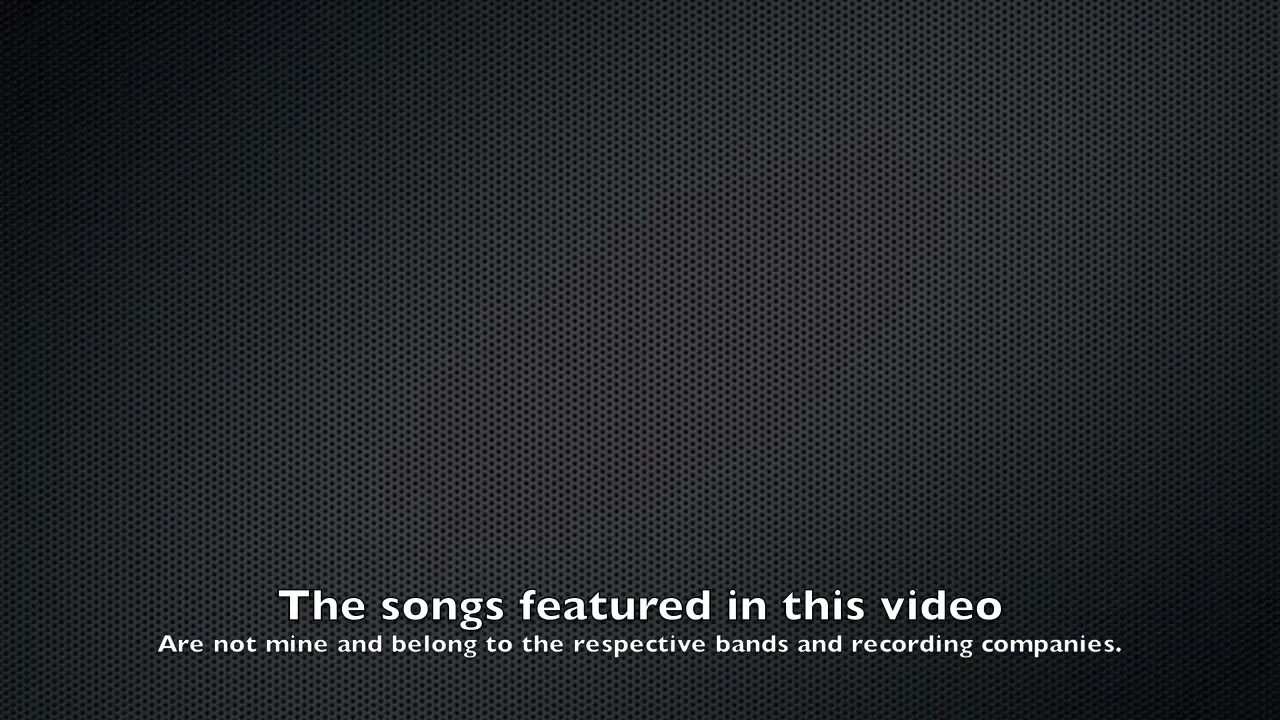 The songs featured in this video
Are not mine and belong to the respective bands and recording companies.